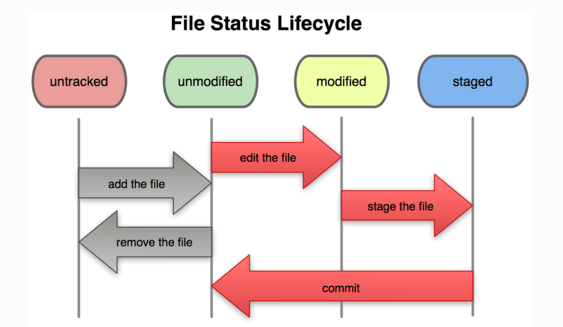 File Status Lifecycle
untracked
unmodified
modified
staged
edit the file
add the file
stage the file
remove the file
commit